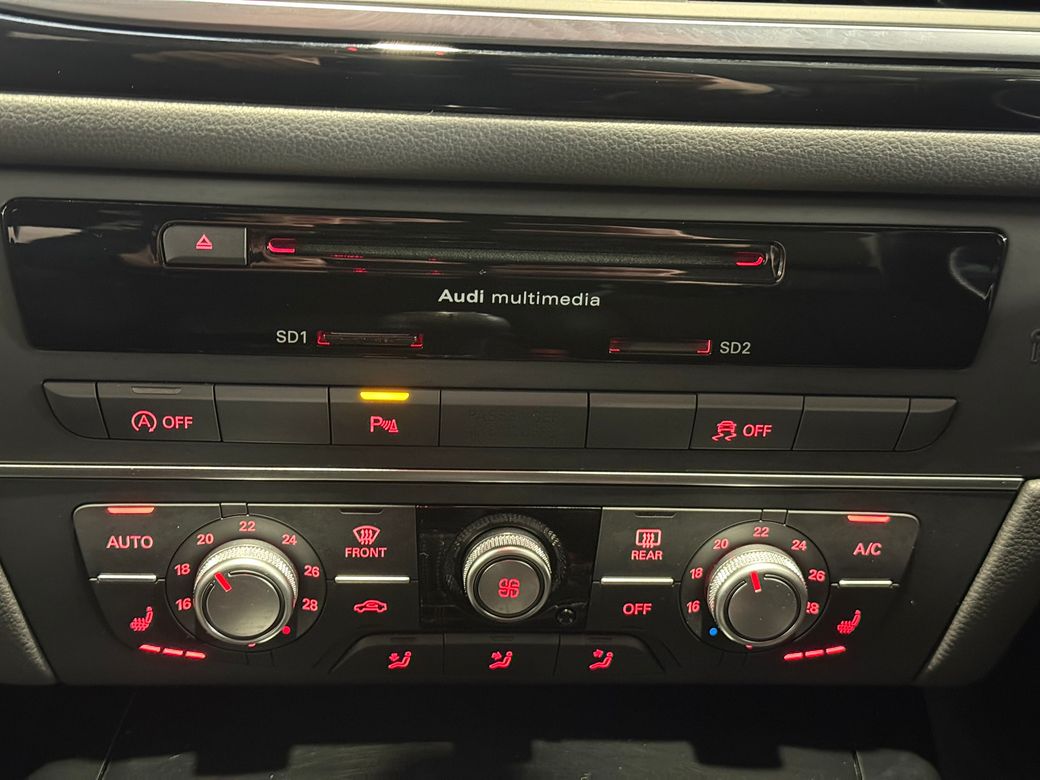 Audi multimedia
SD1
SD2
A OFF
P
OFF
AUTO
16 18 20 22 24 26 28
FRONT
REAR
OFF
16 18 20 22 24 26 28
A/C